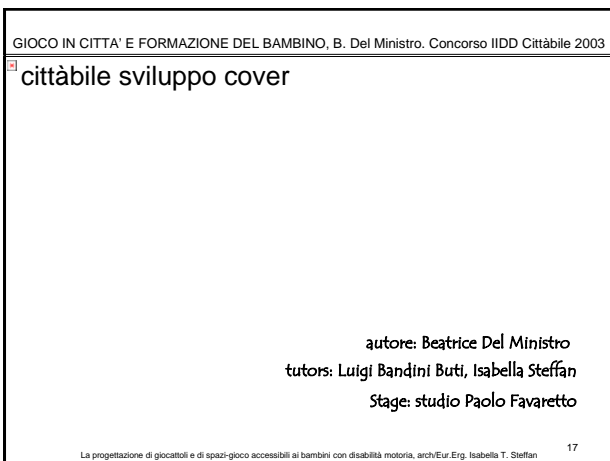 GIOCO IN CITTA' E FORMAZIONE DEL BAMBINO, B. Del Ministro. Concorso IIDD Cittàbile 2003
cittàbile sviluppo cover
autore: Beatrice Del Ministro
tutors: Luigi Bandini Buti, Isabella Steffan
Stage: studio Paolo Favaretto
La progettazione di giocattoli e di spazi-gioco accessibili ai bambini con disabilità motoria, arch/Eur.Erg. Isabella T. Steffan
17